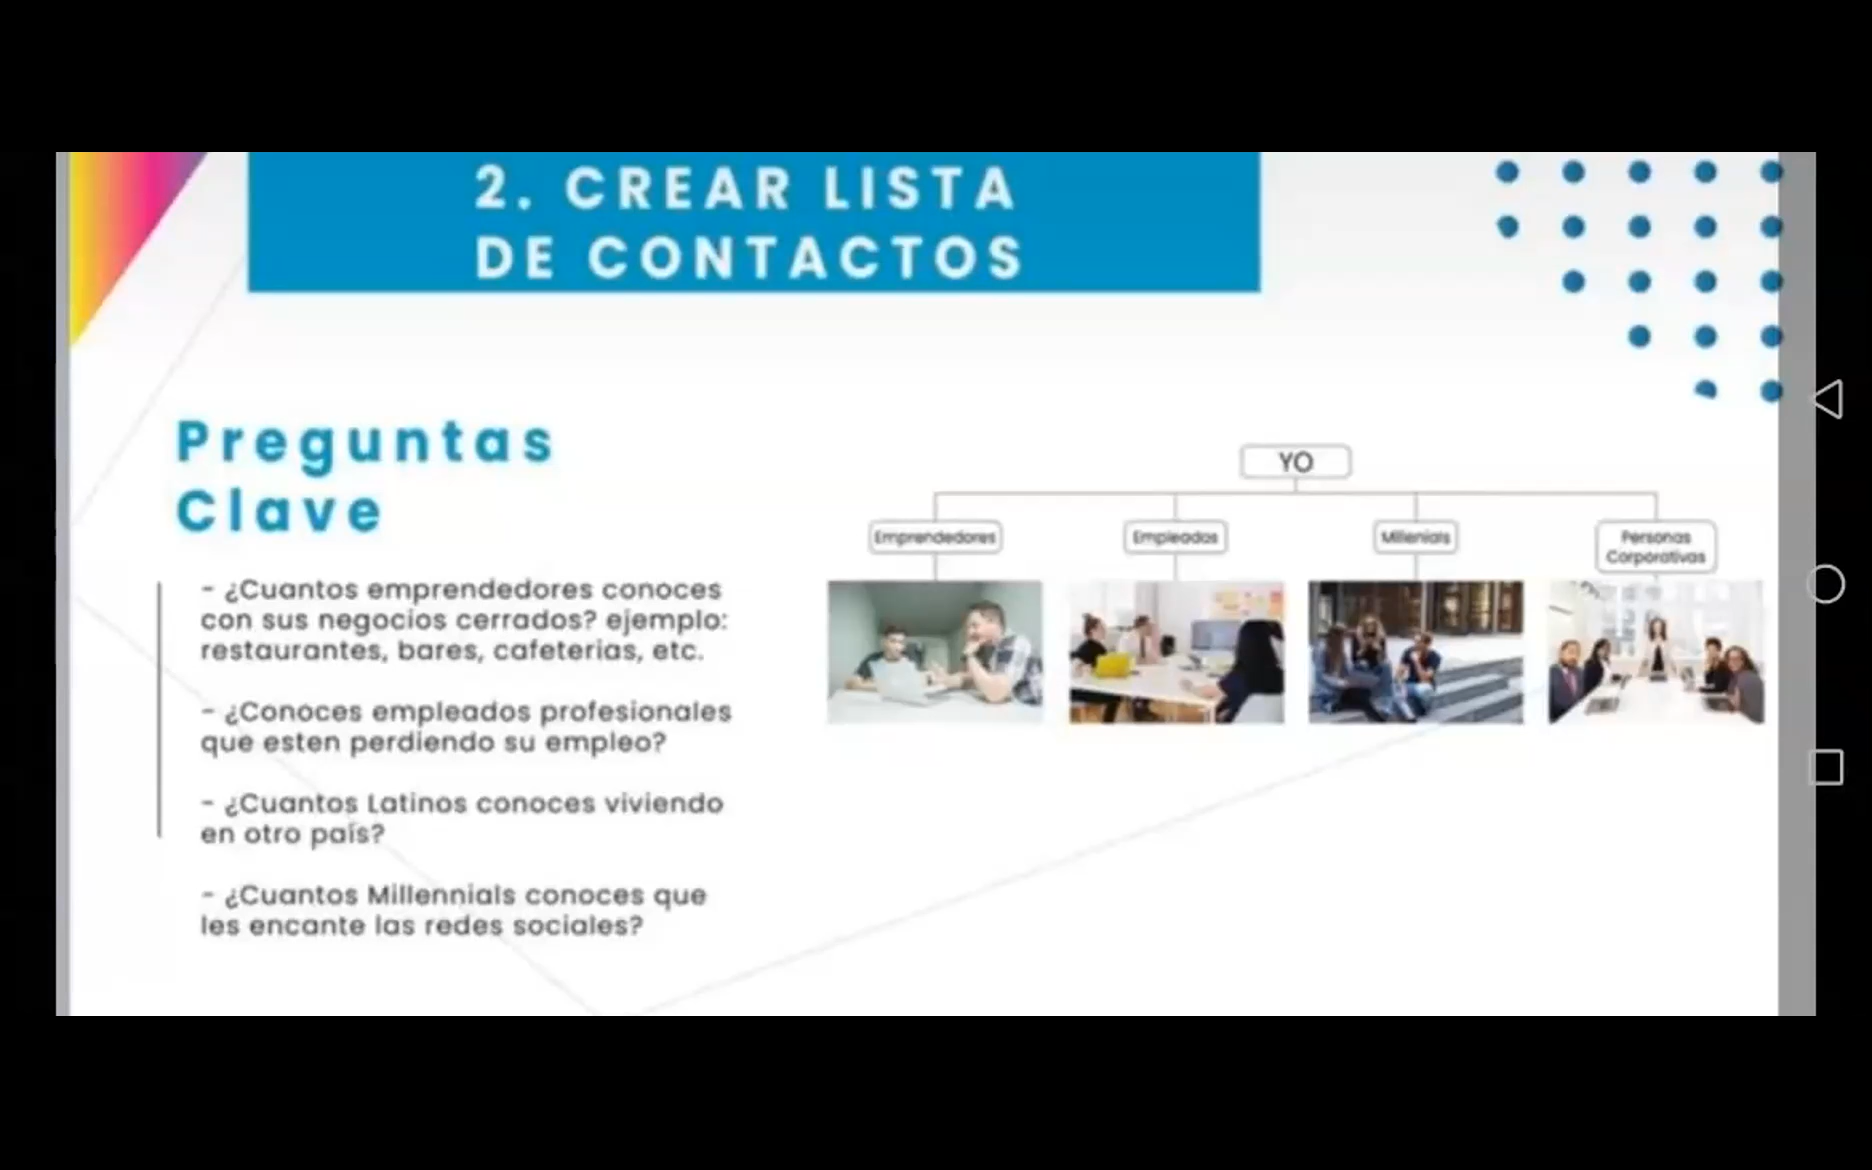 2. CREAR LISTA
DE CONTACTOS
Preguntas
Clave
- ¿Cuantos emprendedores conoces
con sus negocios cerrados? ejemplo:
restaurantes, bares, cafeterias, etc.
- ¿Conoces empleados profesionales
que esten perdiendo su empleo?
- ¿Cuantos Latinos conoces viviendo
en otro país?
- ¿Cuantos Millennials conoces que
les encante las redes sociales?
YO
Emprendedores
Empleados
Millenials
Personas
Corporativas